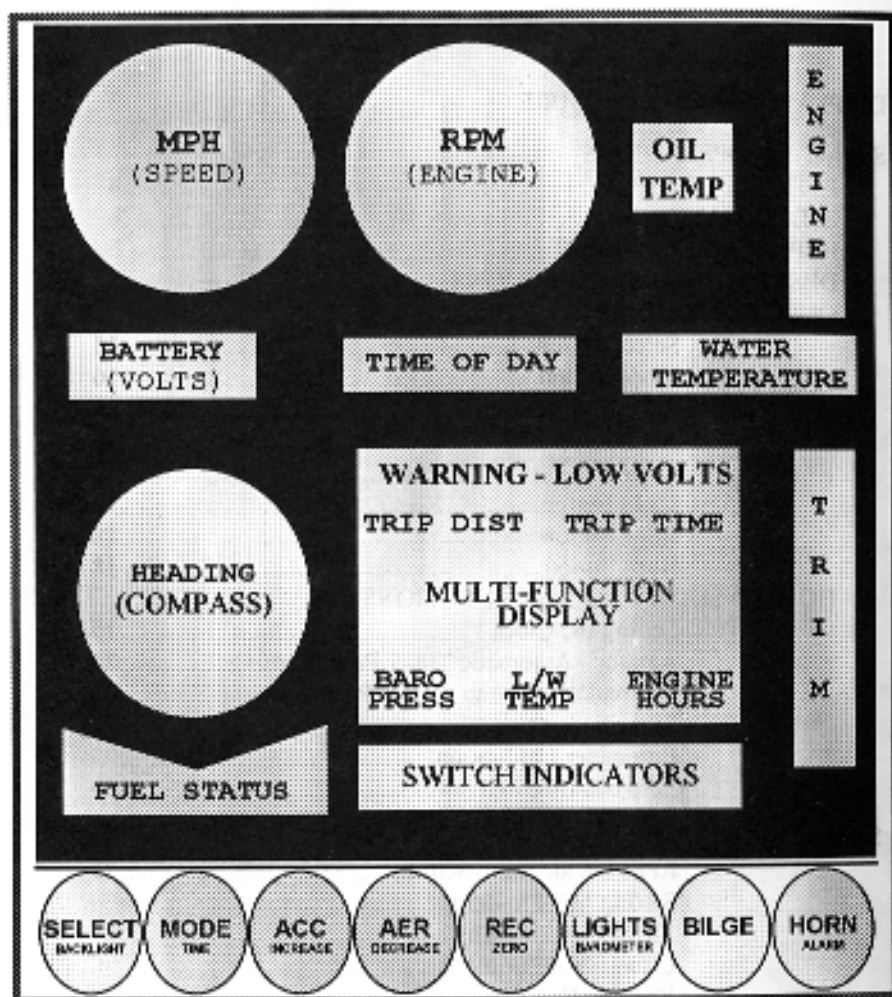 MPH
(SPEED)
RPM
(ENGINE)
OIL
TEMP
ENGINE
BATTERY
(VOLTS)
TIME OF DAY
WATER
TEMPERATURE
HEADING
(COMPASS)
WARNING - LOW VOLTS
TRIP DIST TRIP TIME
MULTI-FUNCTION
DISPLAY
BARO L/W ENGINE
PRESS TEMP HOURS
TRIM
FUEL STATUS
SWITCH INDICATORS
SELECT MODE ACC AER REC LIGHTS BILGE HORN
BACKLIGHT TIME INCREASE DECREASE ZERO BAROMETER ALARM